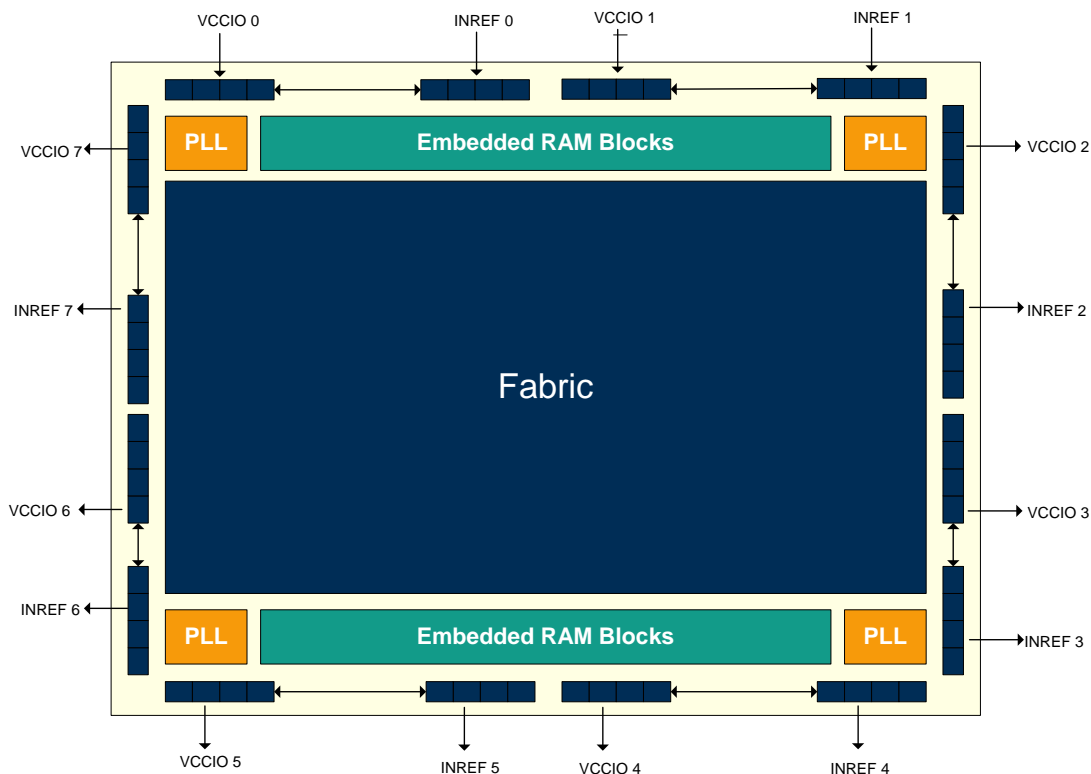 VCCIO 0
INREF 0
VCCIO 1
INREF 1
PLL
Embedded RAM Blocks
PLL
VCCIO 7
VCCIO 2
INREF 7
INREF 2
Fabric
VCCIO 6
VCCIO 3
INREF 6
INREF 3
PLL
Embedded RAM Blocks
PLL
VCCIO 5
INREF 5
VCCIO 4
INREF 4